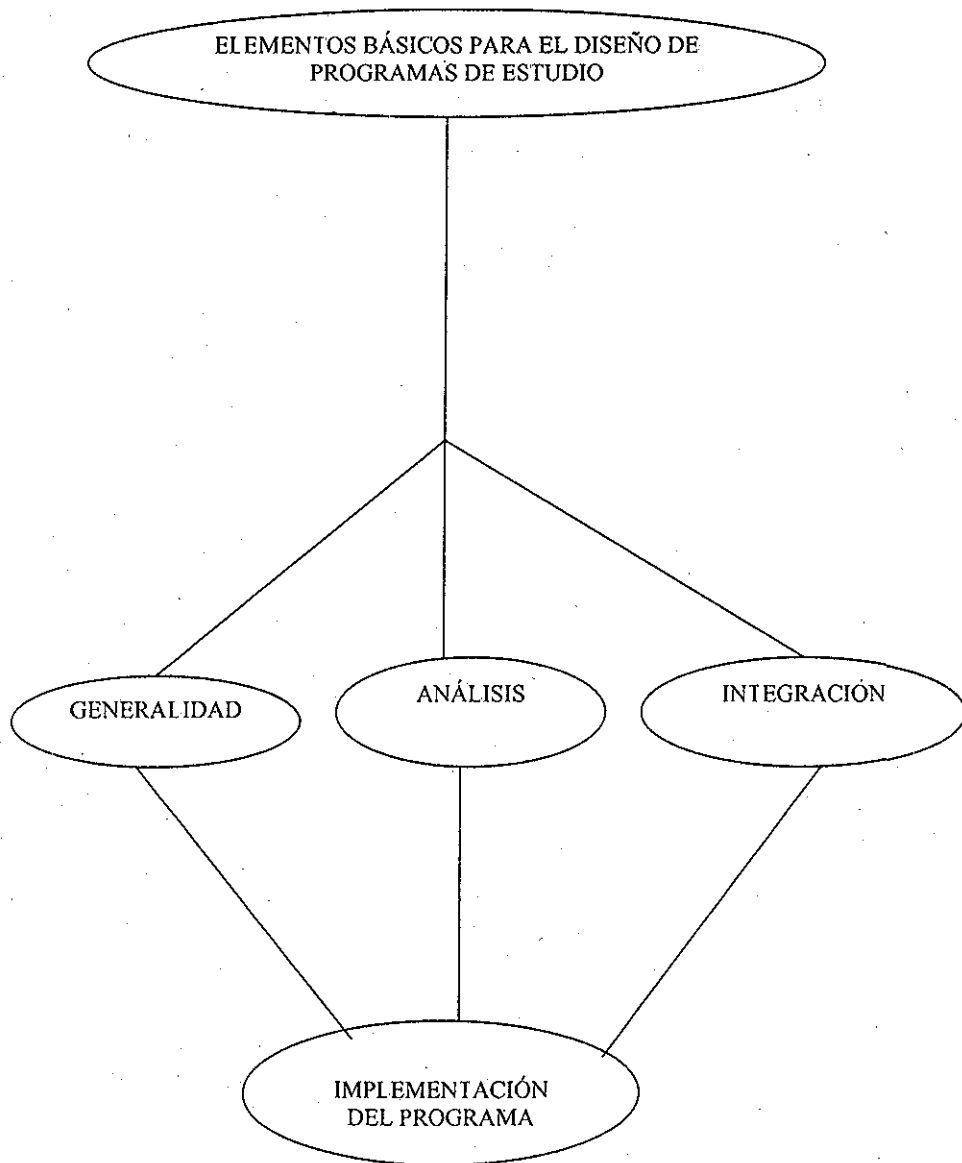 ELEMENTOS BÁSICOS PARA EL DISEÑO DE
PROGRAMAS DE ESTUDIO
GENERALIDAD
ANÁLISIS
INTEGRACIÓN
IMPLEMENTACIÓN
DEL PROGRAMA